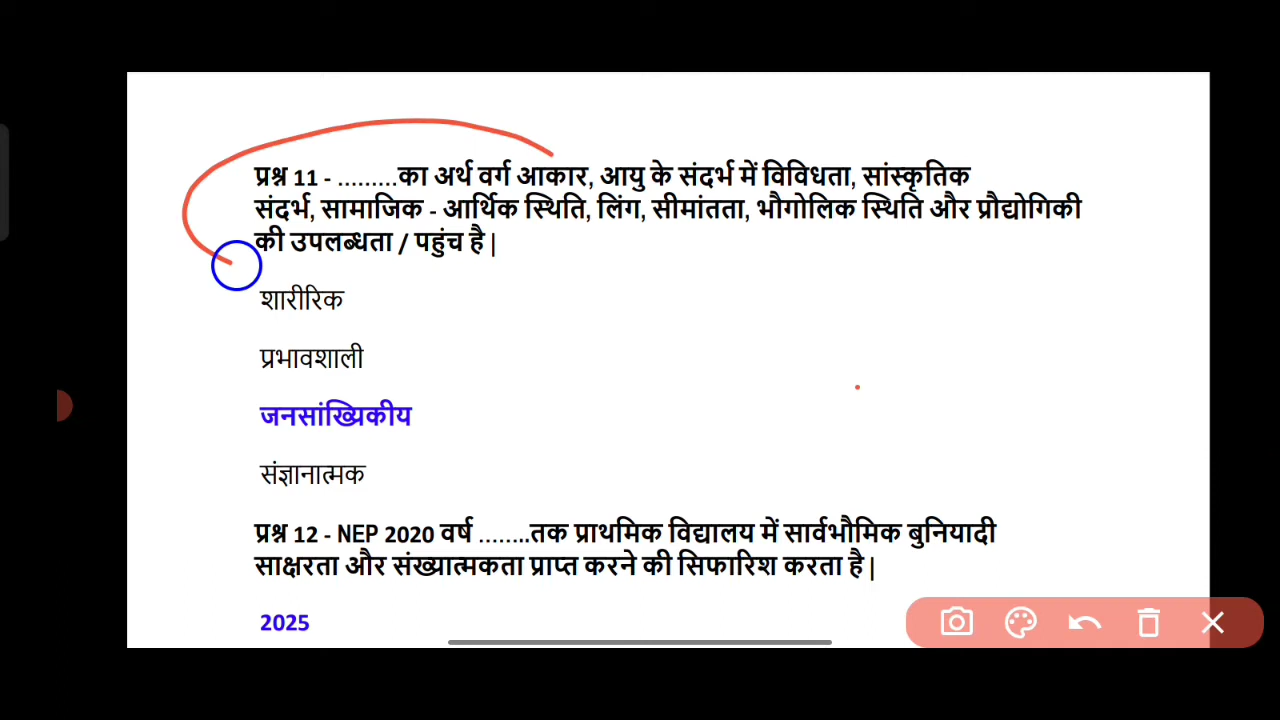 प्रश्न 11 - .........का अर्थ वर्ग आकार, आयु के संदर्भ में विविधता, सांस्कृतिक
संदर्भ, सामाजिक - आर्थिक स्थिति, लिंग, सीमांतता, भौगोलिक स्थिति और प्रौद्योगिकी
की उपलब्धता / पहुंच है |
शारीरिक
प्रभावशाली
जनसांख्यिकीय
संज्ञानात्मक
प्रश्न 12 - NEP 2020 वर्ष ........तक प्राथमिक विद्यालय में सार्वभौमिक बुनियादी
साक्षरता और संख्यात्मकता प्राप्त करने की सिफारिश करता है |
2025